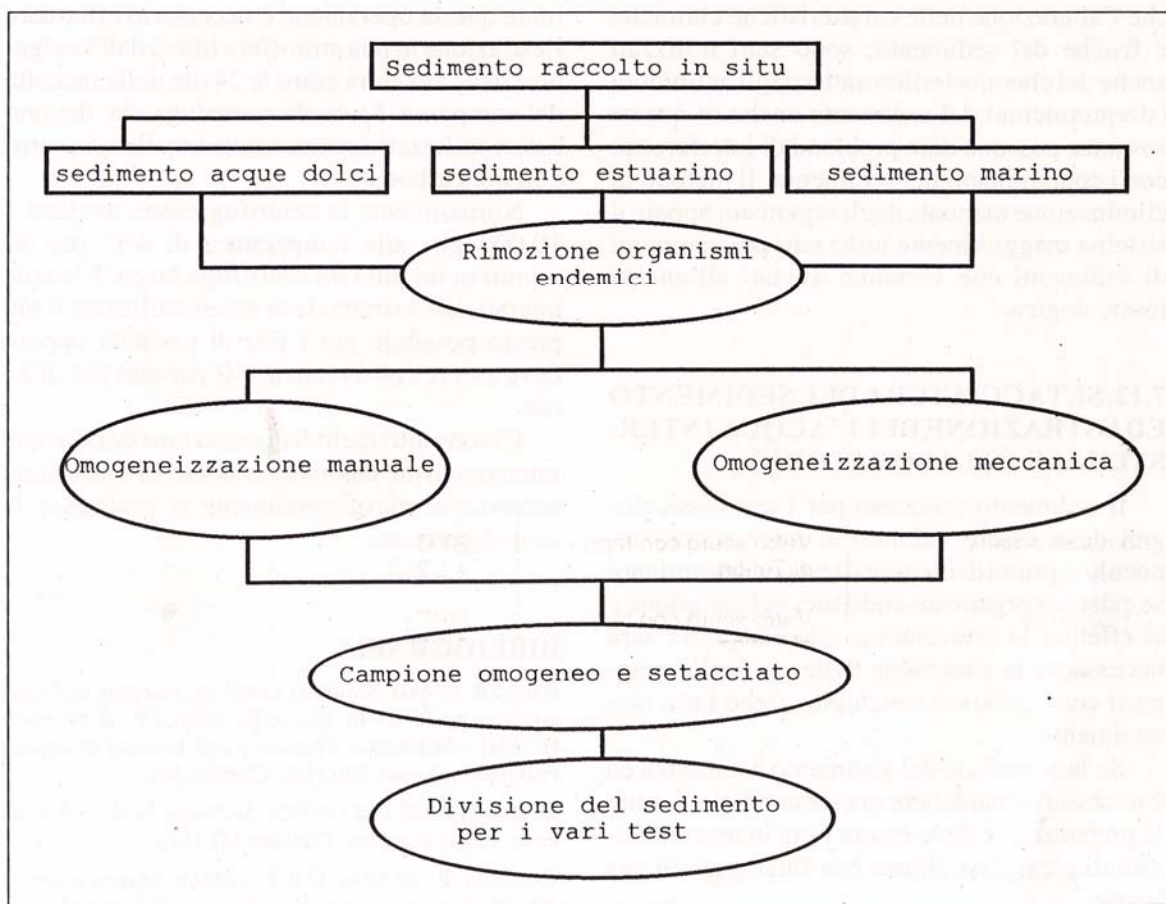 Sedimento raccolto in situ
sedimento acque dolci
sedimento estuarino
sedimento marino
Rimozione organismi
endemici
Omogeneizzazione manuale
Omogeneizzazione meccanica
Campione omogeneo e setacciato
Divisione del sedimento
per i vari test